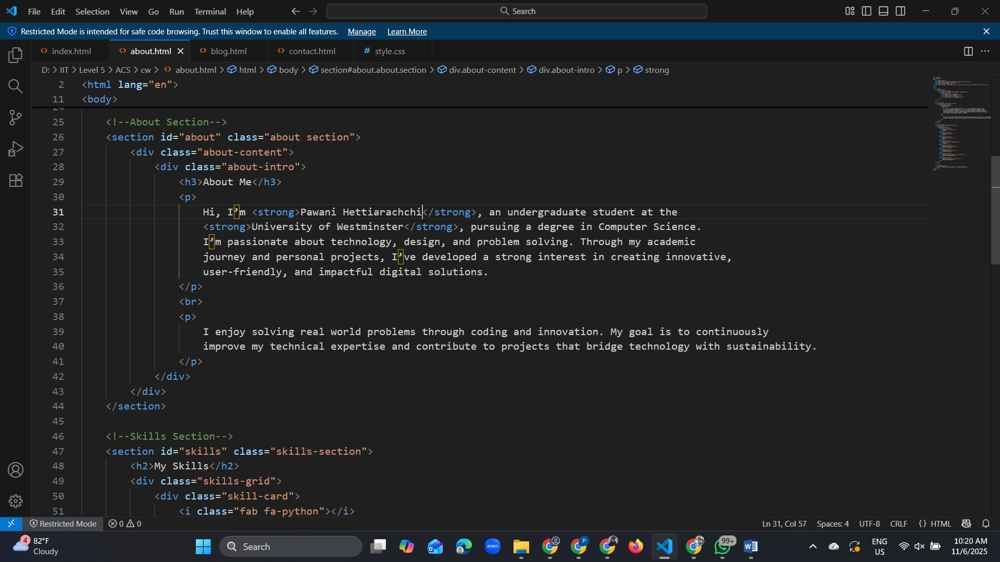 File Edit Selection View Go Run Terminal Help
Search
Restricted Mode is intended for safe code browsing. Trust this window to enable all features. Manage Learn More
index.html about.html blog.html contact.html # style.css
D: > IIT > Level 5 > ACS > cw > about.html > html > body > section#about.about.section > div.about-content > div.about-intro > p > strong
2 <html lang="en">
11 <body>
24
25 <!--About Section-->
26 <section id="about" class="about section">
27 <div class="about-content">
28 <div class="about-intro">
29 <h3>About Me</h3>
30 <p>
31 Hi, I’m <strong>Pawani Hettiarachchi</strong>, an undergraduate student at the
32 <strong>University of Westminster</strong>, pursuing a degree in Computer Science.
33 I’m passionate about technology, design, and problem solving. Through my academic
34 journey and personal projects, I’ve developed a strong interest in creating innovative,
35 user-friendly, and impactful digital solutions.
36 </p>
37 <br>
38 <p>
39 I enjoy solving real world problems through coding and innovation. My goal is to continuously
40 improve my technical expertise and contribute to projects that bridge technology with sustainability.
41 </p>
42 </div>
43 </div>
44 </section>
45
46 <!--Skills Section-->
47 <section id="skills" class="skills-section">
48 <h2>My Skills</h2>
49 <div class="skills-grid">
50 <div class="skill-card">
51 <i class="fab fa-python"></i>
Restricted Mode 0 0 Ln 31, Col 57 Spaces: 4 UTF-8 CRLF {} HTML
4 82°F
Cloudy
Search
zoom
P
99+
ENG
US
10:20 AM
11/6/2025